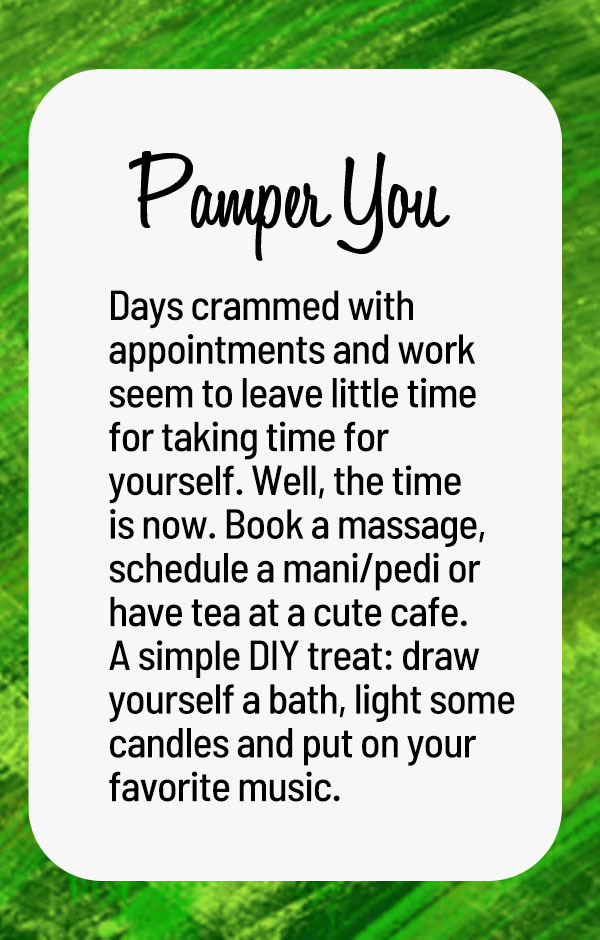 Pamper You
Days crammed with
appointments and work
seem to leave little time
for taking time for
yourself. Well, the time
is now. Book a massage,
schedule a mani/pedi or
have tea at a cute cafe.
A simple DIY treat: draw
yourself a bath, light some
candles and put on your
favorite music.